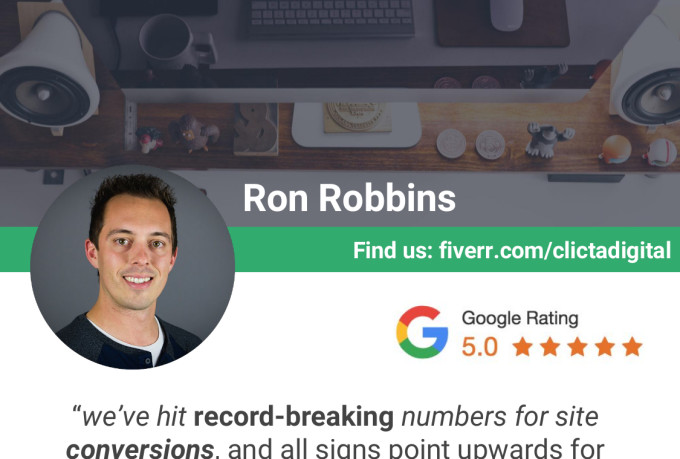 Ron Robbins
Find us: fiverr.com/clictadigital
Google Rating
5.0
“we’ve hit record-breaking numbers for site
conversions, and all signs point upwards for